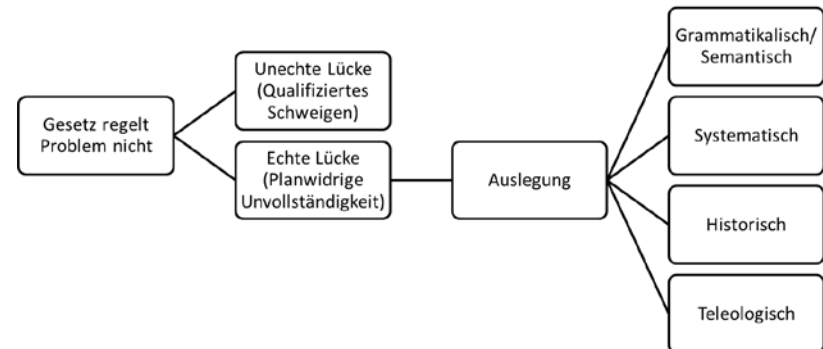 Gesetz regelt
Problem nicht
Unechte Lücke
(Qualifiziertes
Schweigen)
Echte Lücke
(Planwidrige
Unvollständigkeit)
Auslegung
Grammatikalisch/
Semantisch
Systematisch
Historisch
Teleologisch